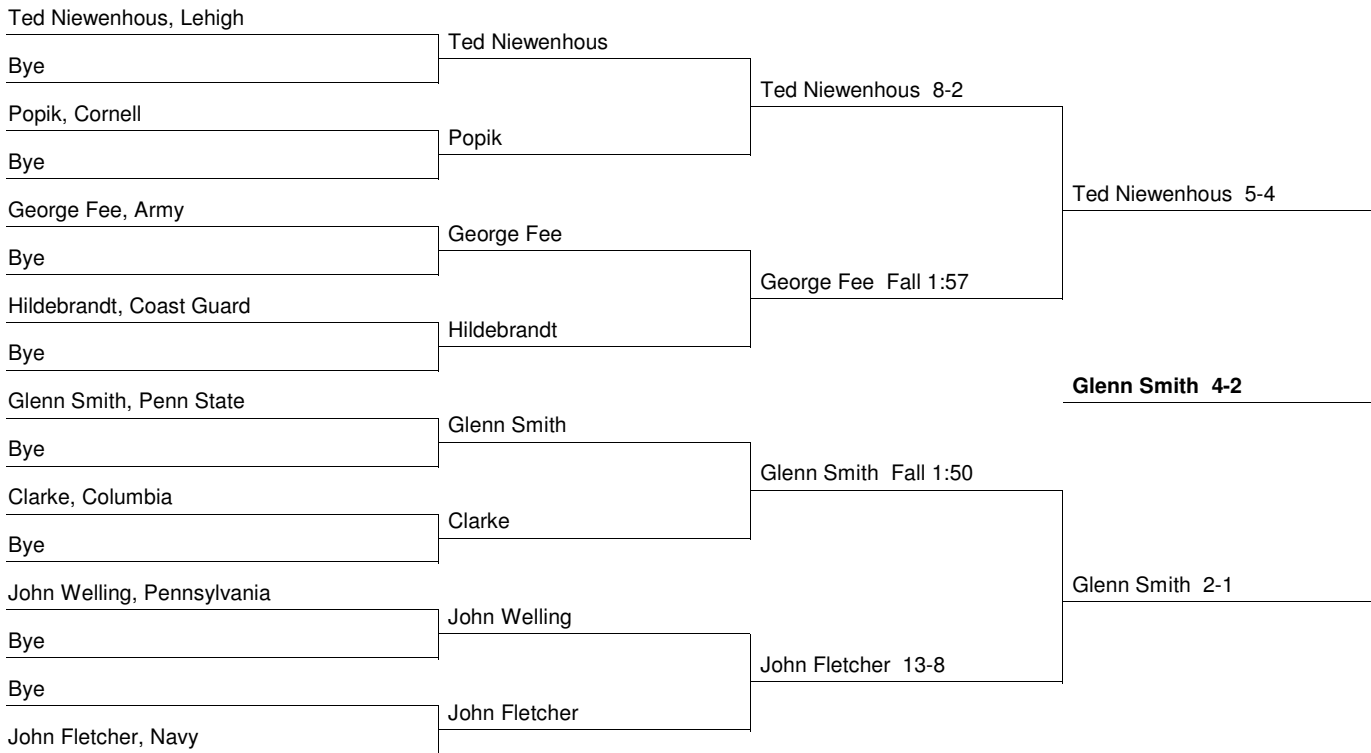 Ted Niewenhous, Lehigh
Bye
Popik, Cornell
Bye
George Fee, Army
Bye
Hildebrandt, Coast Guard
Bye
Glenn Smith, Penn State
Bye
Clarke, Columbia
Bye
John Welling, Pennsylvania
Bye
Bye
John Fletcher, Navy
Ted Niewenhous
Popik
George Fee
Hildebrandt
Glenn Smith
Clarke
John Welling
John Fletcher
Ted Niewenhous 8-2
George Fee Fall 1:57
Glenn Smith Fall 1:50
John Fletcher 13-8
Ted Niewenhous 5-4
Glenn Smith 4-2
Glenn Smith 2-1